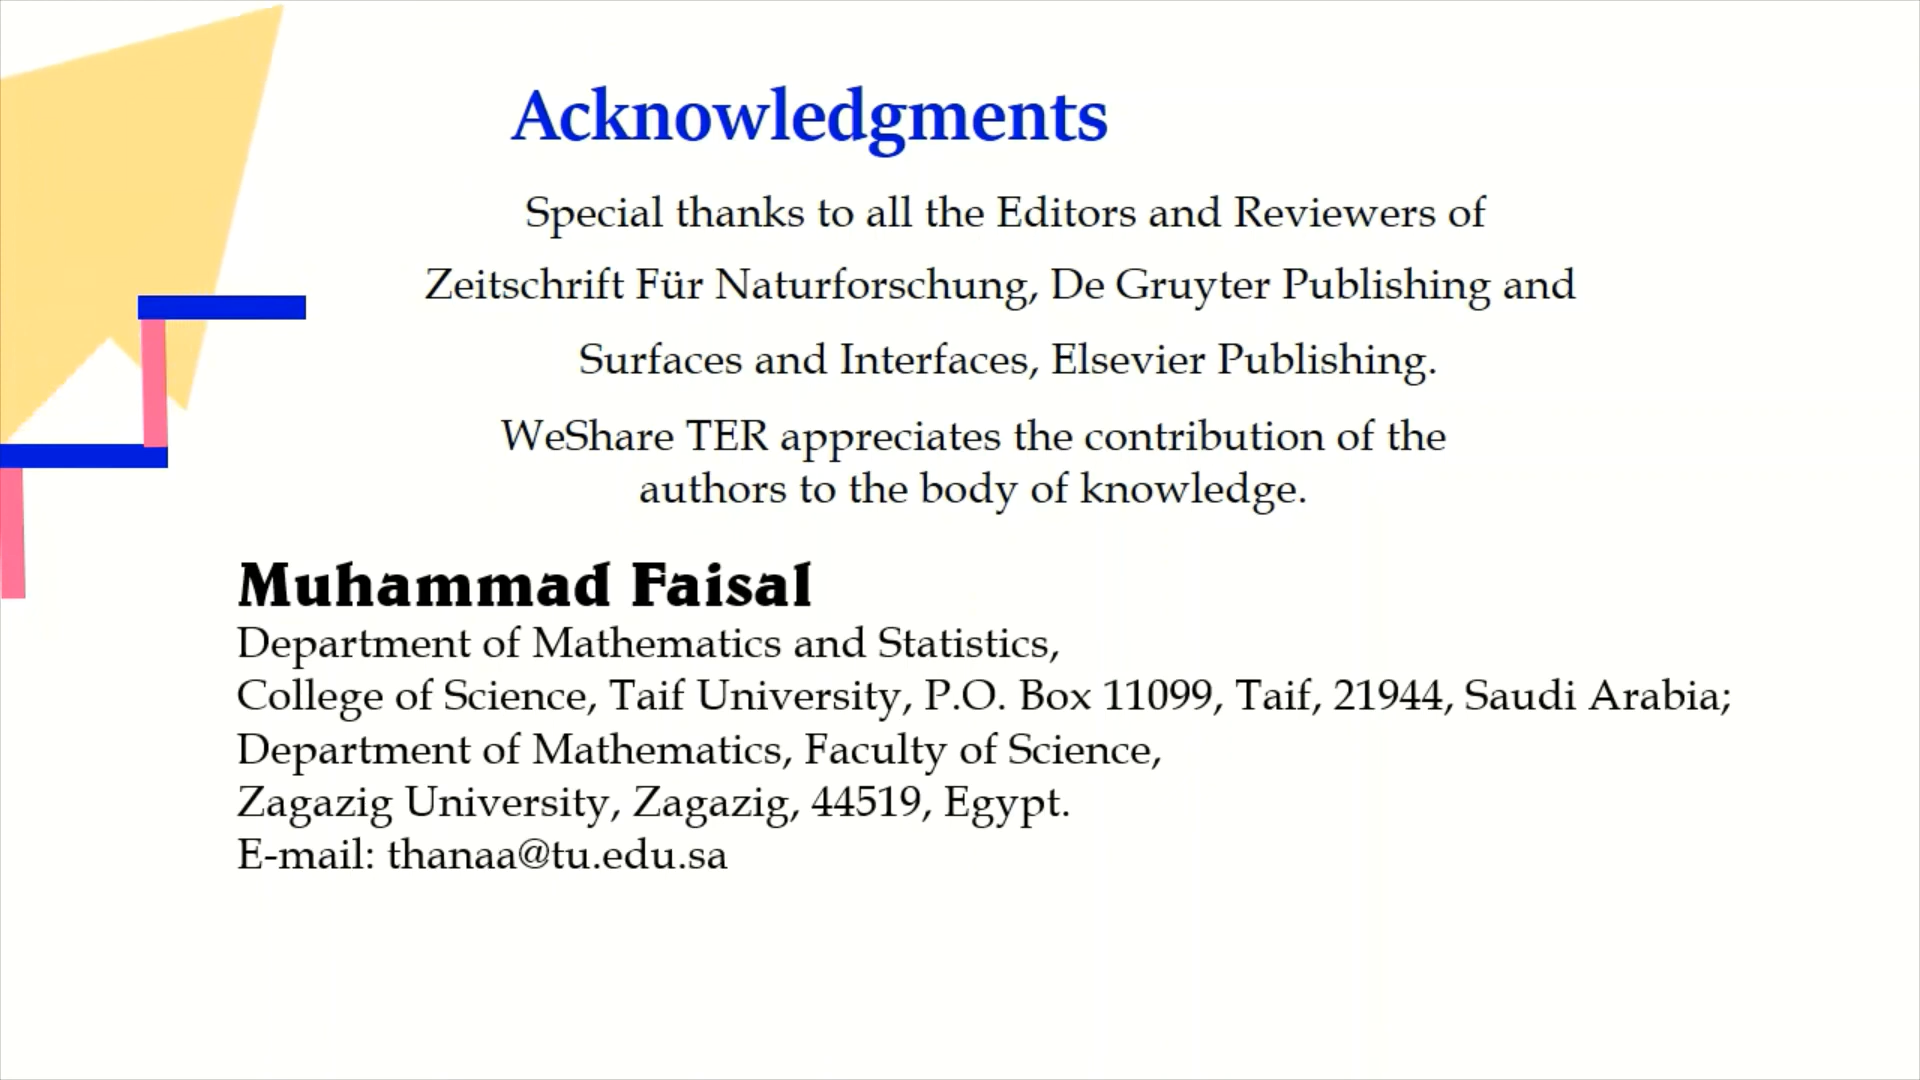 Acknowledgments
Special thanks to all the Editors and Reviewers of
Zeitschrift Für Naturforschung, De Gruyter Publishing and
Surfaces and Interfaces, Elsevier Publishing.
WeShare TER appreciates the contribution of the
authors to the body of knowledge.
Muhammad Faisal
Department of Mathematics and Statistics,
College of Science, Taif University, P.O. Box 11099, Taif, 21944, Saudi Arabia;
Department of Mathematics, Faculty of Science,
Zagazig University, Zagazig, 44519, Egypt.
E-mail: thanaa@tu.edu.sa